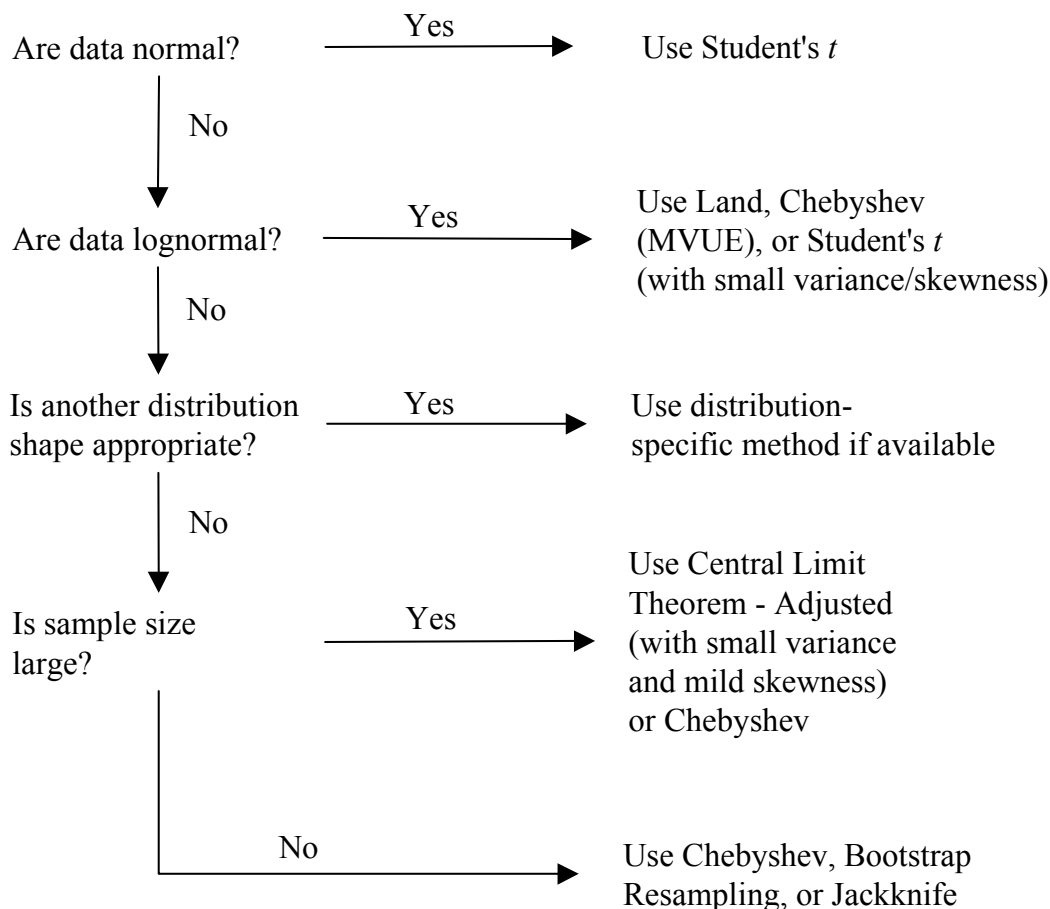 Are data normal?
Yes
Use Student's t
No
Are data lognormal?
Yes
Use Land, Chebyshev
(MVUE), or Student's t
(with small variance/skewness)
No
Is another distribution
shape appropriate?
Yes
Use distribution-
specific method if available
No
Is sample size
large?
Yes
Use Central Limit
Theorem - Adjusted
(with small variance
and mild skewness)
or Chebyshev
No
Use Chebyshev, Bootstrap
Resampling, or Jackknife